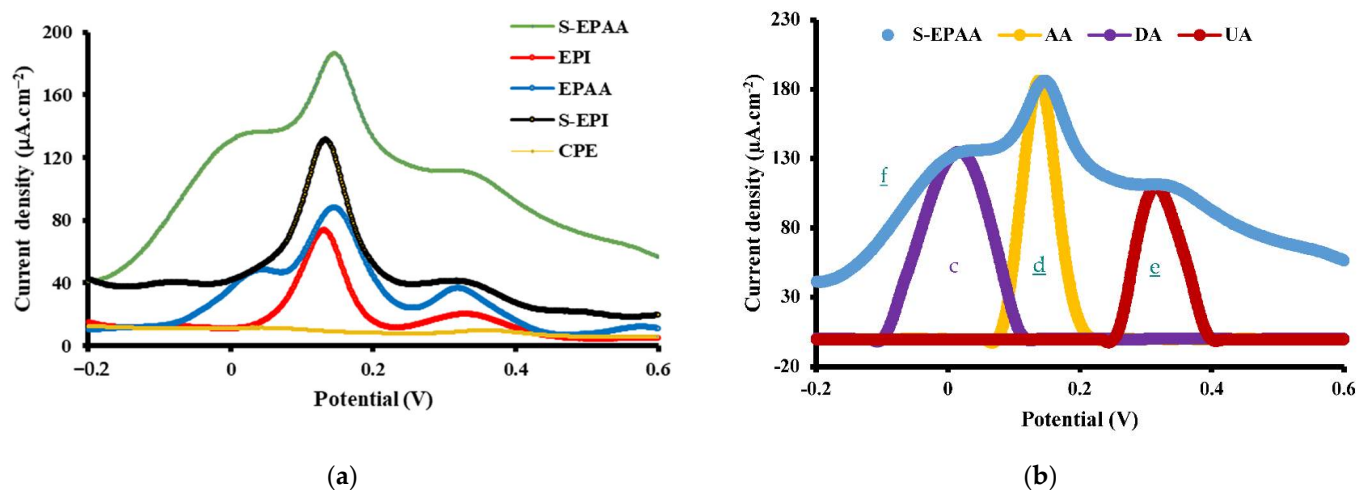 S-EPAA
EPI
EPAA
S-EPI
CPE
200
160
120
80
40
0
−0.2
0
0.2
0.4
0.6
Current density (µA.cm⁻²)
Potential (V)
(a)
S-EPAA AA DA UA
230
180
130
80
30
-20
-0.2
0
0.2
0.4
0.6
Current density (µA.cm⁻²)
f
c
d
e
Potential (V)
(b)